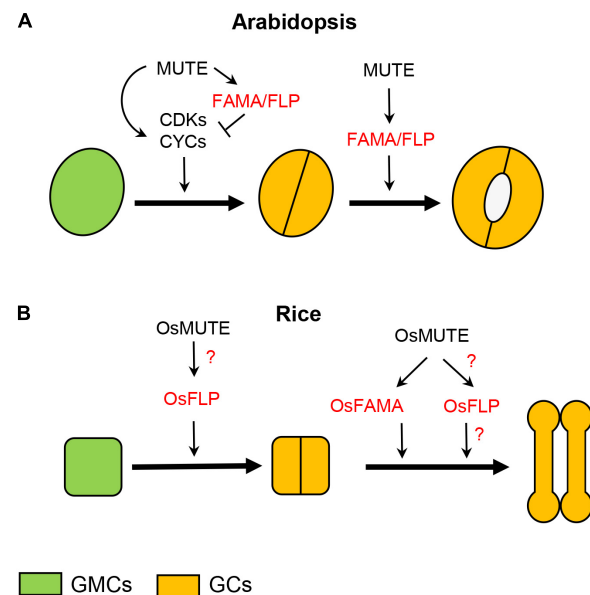 A
Arabidopsis
MUTE
FAMA/FLP
CDKs
CYCs
MUTE
FAMA/FLP
B
Rice
OsMUTE
?
OsFLP
OsMUTE
?
OsFAMA
OsFLP
?
GMCs
GCs